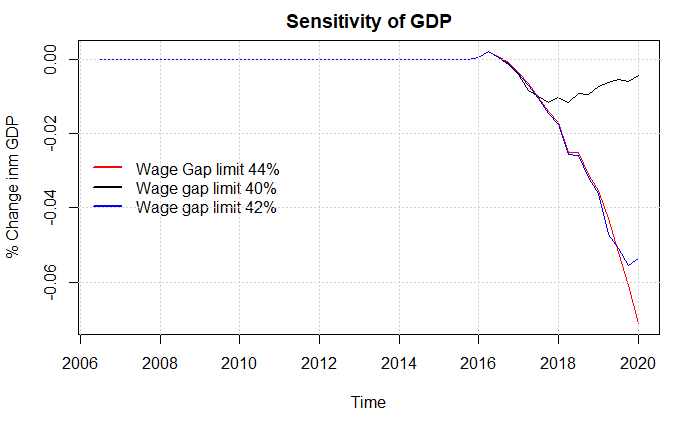 Sensitivity of GDP
% Change inm GDP
0.00
-0.02
-0.04
-0.06
Wage Gap limit 44%
Wage gap limit 40%
Wage gap limit 42%
2006 2008 2010 2012 2014 2016 2018 2020
Time